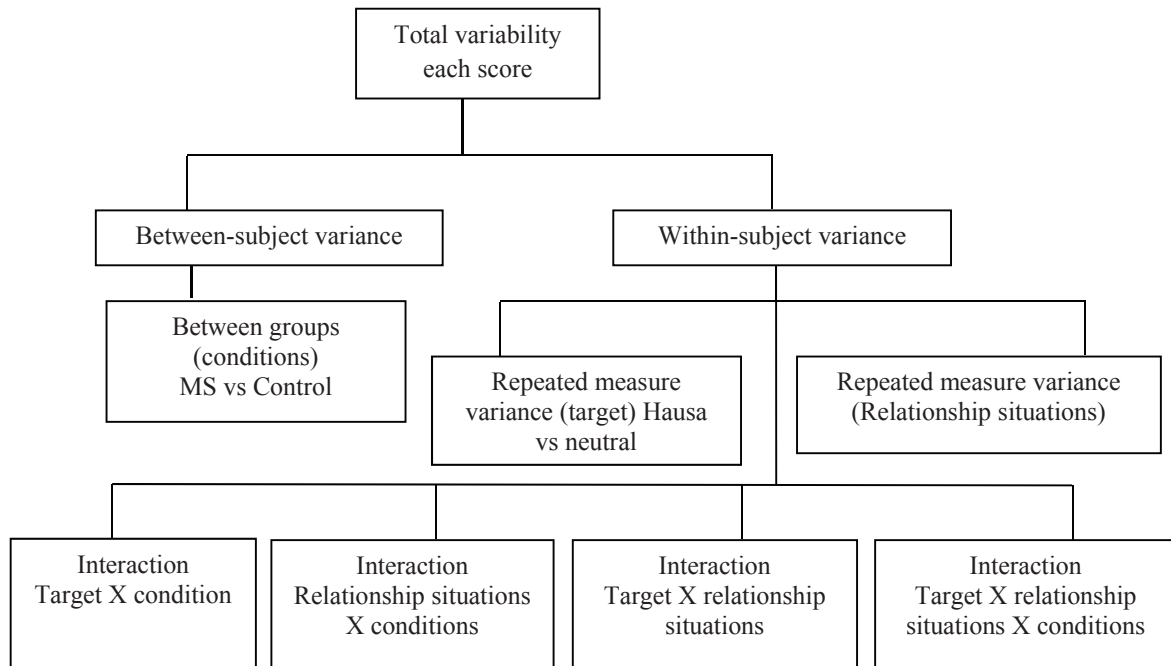 Total variability
each score
Between-subject variance
Within-subject variance
Between groups
(conditions)
MS vs Control
Repeated measure
variance (target) Hausa
vs neutral
Repeated measure variance
(Relationship situations)
Interaction
Target X condition
Interaction
Relationship situations
X conditions
Interaction
Target X relationship
situations
Interaction
Target X relationship
situations X conditions